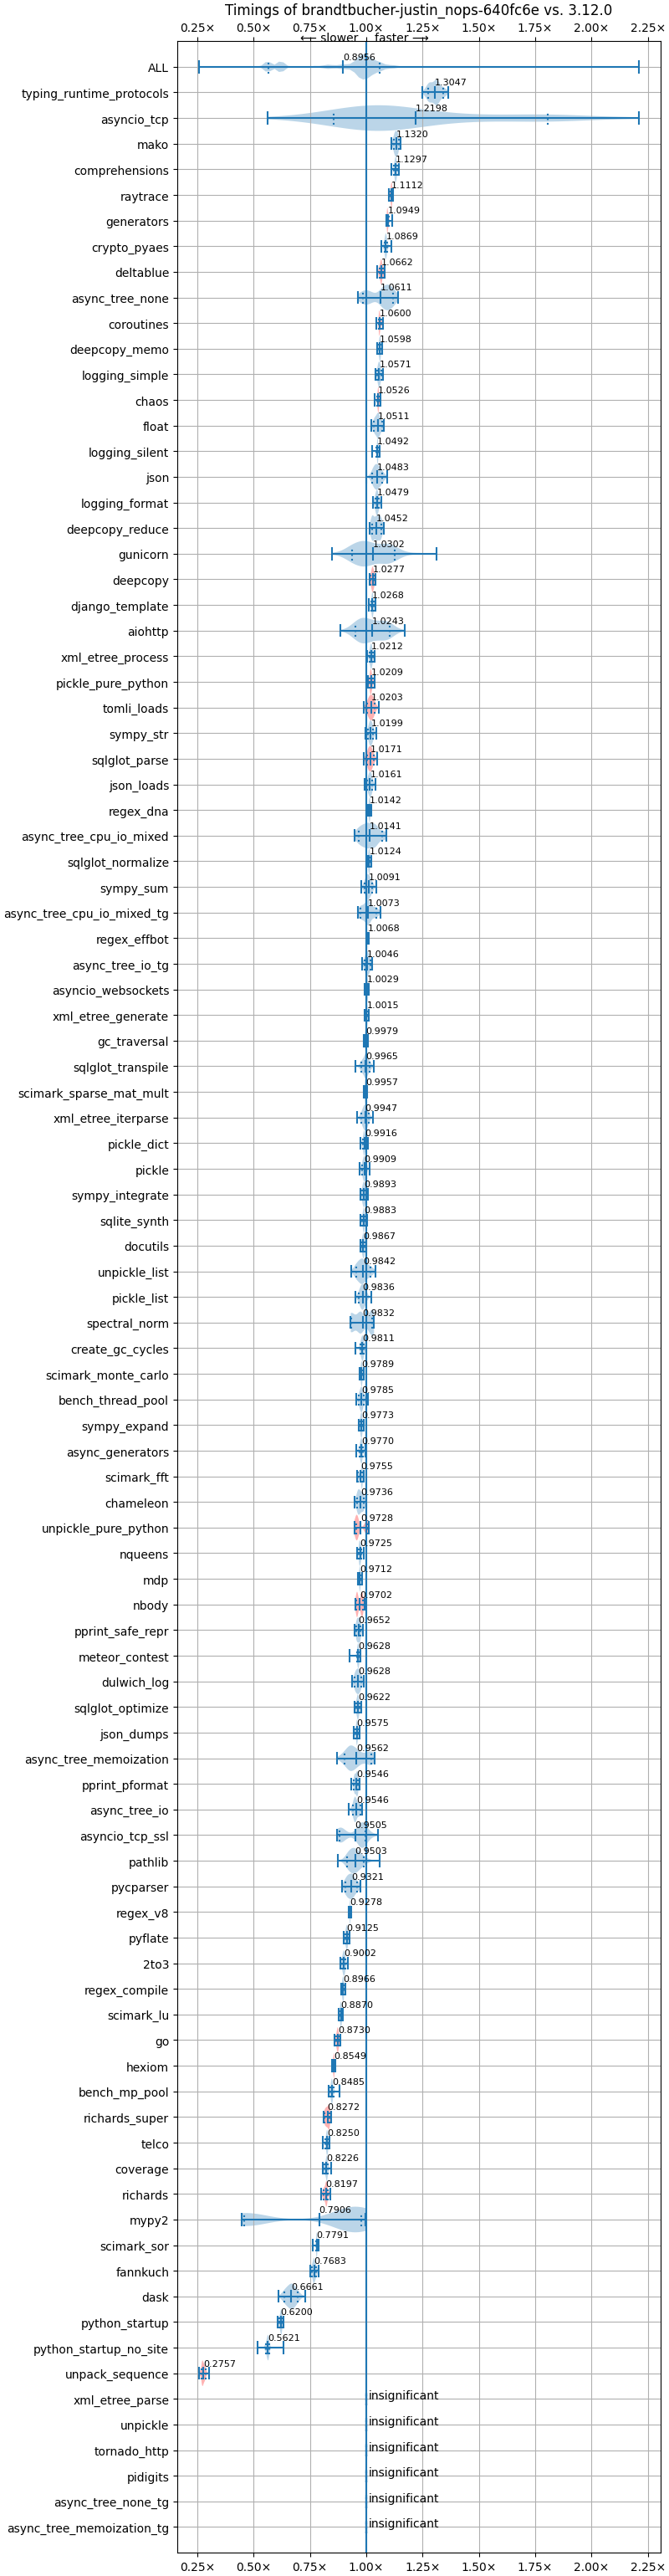 Timings of brandtbucher-justin_nops-640fc6e vs. 3.12.0
0.25× 0.50× 0.75× 1.00× 1.25× 1.50× 1.75× 2.00× 2.25×
⟵ slower faster ⟶
ALL 0.8956
typing_runtime_protocols 1.3047
asyncio_tcp 1.2198
mako 1.1320
comprehensions 1.1297
raytrace 1.1112
generators 1.0949
crypto_pyaes 1.0869
deltablue 1.0662
async_tree_none 1.0611
coroutines 1.0600
deepcopy_memo 1.0598
logging_simple 1.0571
chaos 1.0526
float 1.0511
logging_silent 1.0492
json 1.0483
logging_format 1.0479
deepcopy_reduce 1.0452
gunicorn 1.0302
deepcopy 1.0277
django_template 1.0268
aiohttp 1.0243
xml_etree_process 1.0212
pickle_pure_python 1.0209
tomli_loads 1.0203
sympy_str 1.0199
sqlglot_parse 1.0171
json_loads 1.0161
regex_dna 1.0142
async_tree_cpu_io_mixed 1.0141
sqlglot_normalize 1.0124
sympy_sum 1.0091
async_tree_cpu_io_mixed_tg 1.0073
regex_effbot 1.0068
async_tree_io_tg 1.0046
asyncio_websockets 1.0029
xml_etree_generate 1.0015
gc_traversal 0.9979
sqlglot_transpile 0.9965
scimark_sparse_mat_mult 0.9957
xml_etree_iterparse 0.9947
pickle_dict 0.9916
pickle 0.9909
sympy_integrate 0.9893
sqlite_synth 0.9883
docutils 0.9867
unpickle_list 0.9842
pickle_list 0.9836
spectral_norm 0.9832
create_gc_cycles 0.9811
scimark_monte_carlo 0.9789
bench_thread_pool 0.9785
sympy_expand 0.9773
async_generators 0.9770
scimark_fft 0.9755
chameleon 0.9736
unpickle_pure_python 0.9728
nqueens 0.9725
mdp 0.9712
nbody 0.9702
pprint_safe_repr 0.9652
meteor_contest 0.9628
dulwich_log 0.9628
sqlglot_optimize 0.9622
json_dumps 0.9575
async_tree_memoization 0.9562
pprint_pformat 0.9546
async_tree_io 0.9546
asyncio_tcp_ssl 0.9505
pathlib 0.9503
pycparser 0.9321
regex_v8 0.9278
pyflate 0.9125
2to3 0.9002
regex_compile 0.8966
scimark_lu 0.8870
go 0.8730
hexiom 0.8549
bench_mp_pool 0.8485
richards_super 0.8272
telco 0.8250
coverage 0.8226
richards 0.8197
mypy2 0.7906
scimark_sor 0.7791
fannkuch 0.7683
dask 0.6661
python_startup 0.6200
python_startup_no_site 0.5621
unpack_sequence 0.2757
xml_etree_parse insignificant
unpickle insignificant
tornado_http insignificant
pidigits insignificant
async_tree_none_tg insignificant
async_tree_memoization_tg insignificant
0.25× 0.50× 0.75× 1.00× 1.25× 1.50× 1.75× 2.00× 2.25×